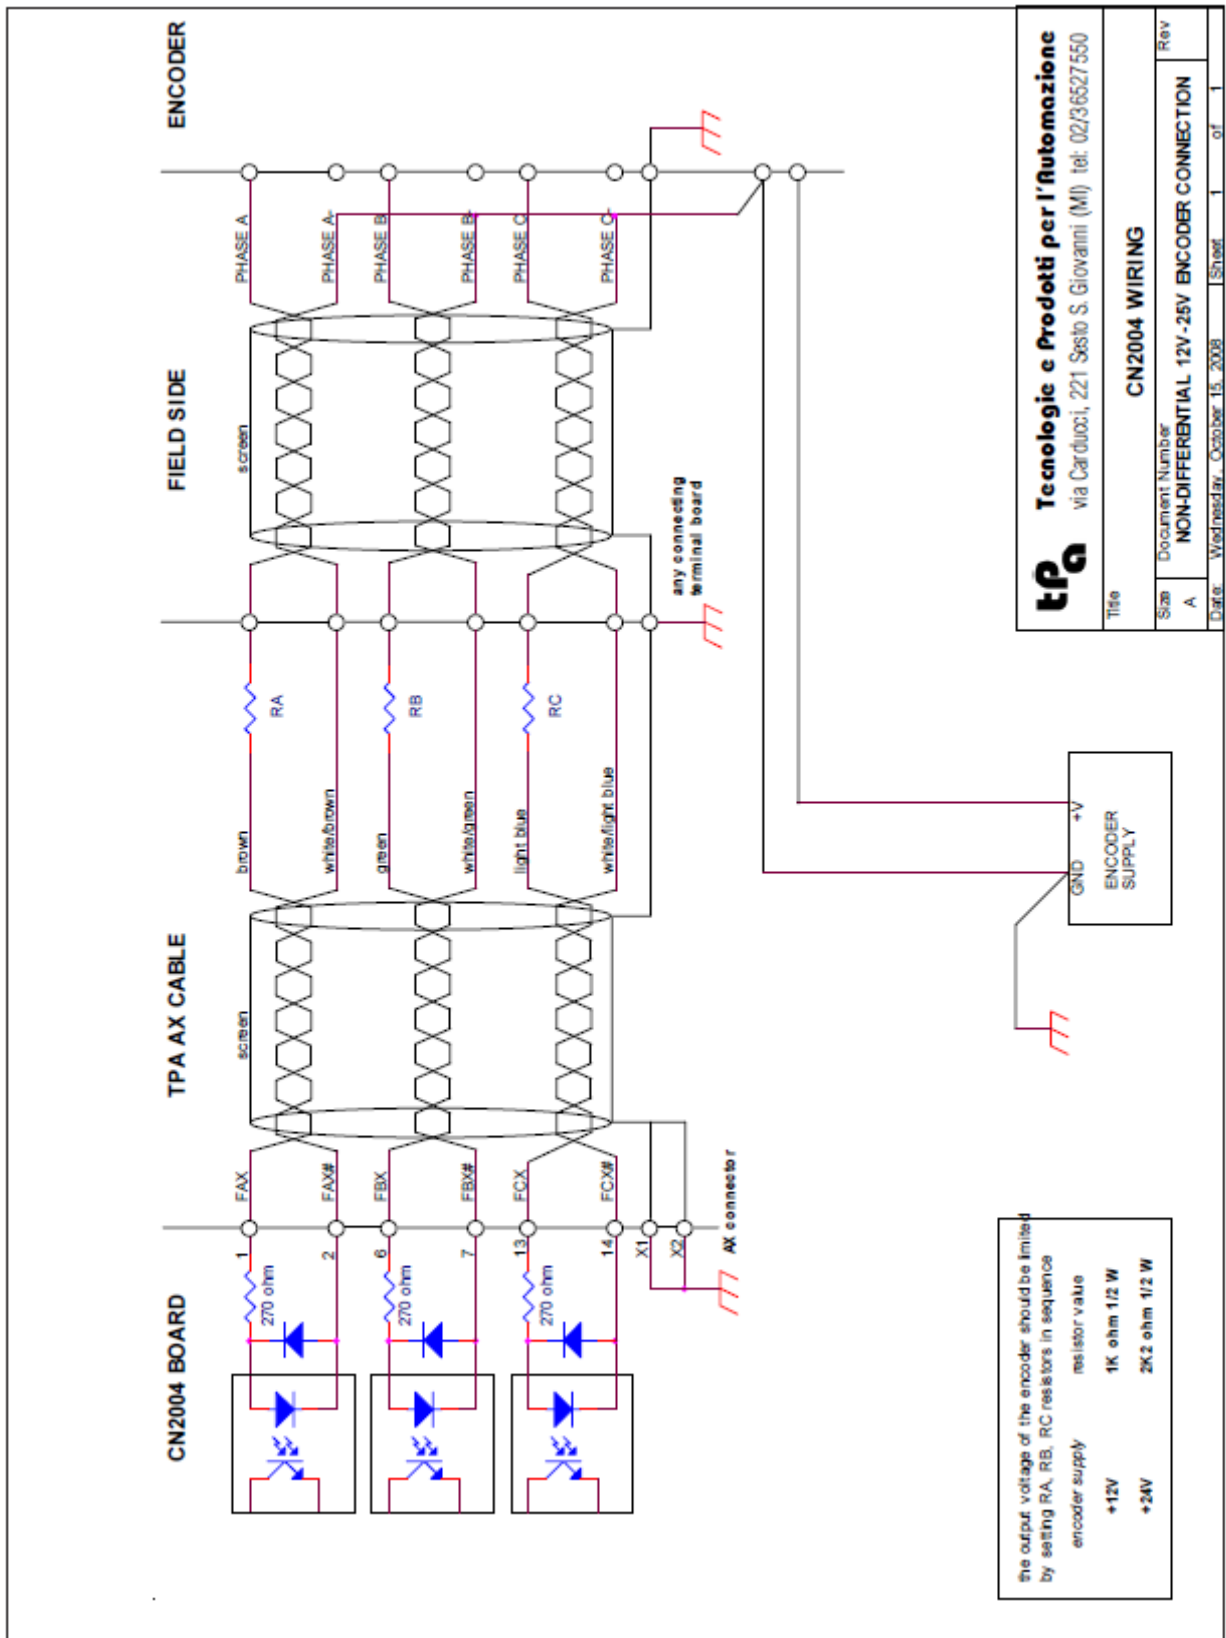 CN2004 BOARD
TPA AX CABLE
FIELD SIDE
ENCODER
270 ohm
1
FAX
screen
brown
RA
screen
PHASE A
2
FAX#
white/brown
PHASE A-
270 ohm
6
FBX
green
RB
PHASE B
7
FBX#
white/green
PHASE B-
270 ohm
13
FCX
light blue
RC
PHASE C
14
FCX#
white/light blue
PHASE C-
X1
X2
AX connector
any connecting
terminal board
GND
+V
ENCODER
SUPPLY
the output voltage of the encoder should be limited
by setting RA, RB, RC resistors in sequence
encoder supply resistor value
+12V 1K ohm 1/2 W
+24V 2K2 ohm 1/2 W
tPa
Tecnologie e Prodotti per l'Automazione
via Carducci, 221 Sesto S. Giovanni (MI) tel: 02/36527550
Title
CN2004 WIRING
Size Document Number Rev
A NON-DIFFERENTIAL 12V-25V ENCODER CONNECTION
Date: Wednesday, October 15, 2008 Sheet 1 of 1